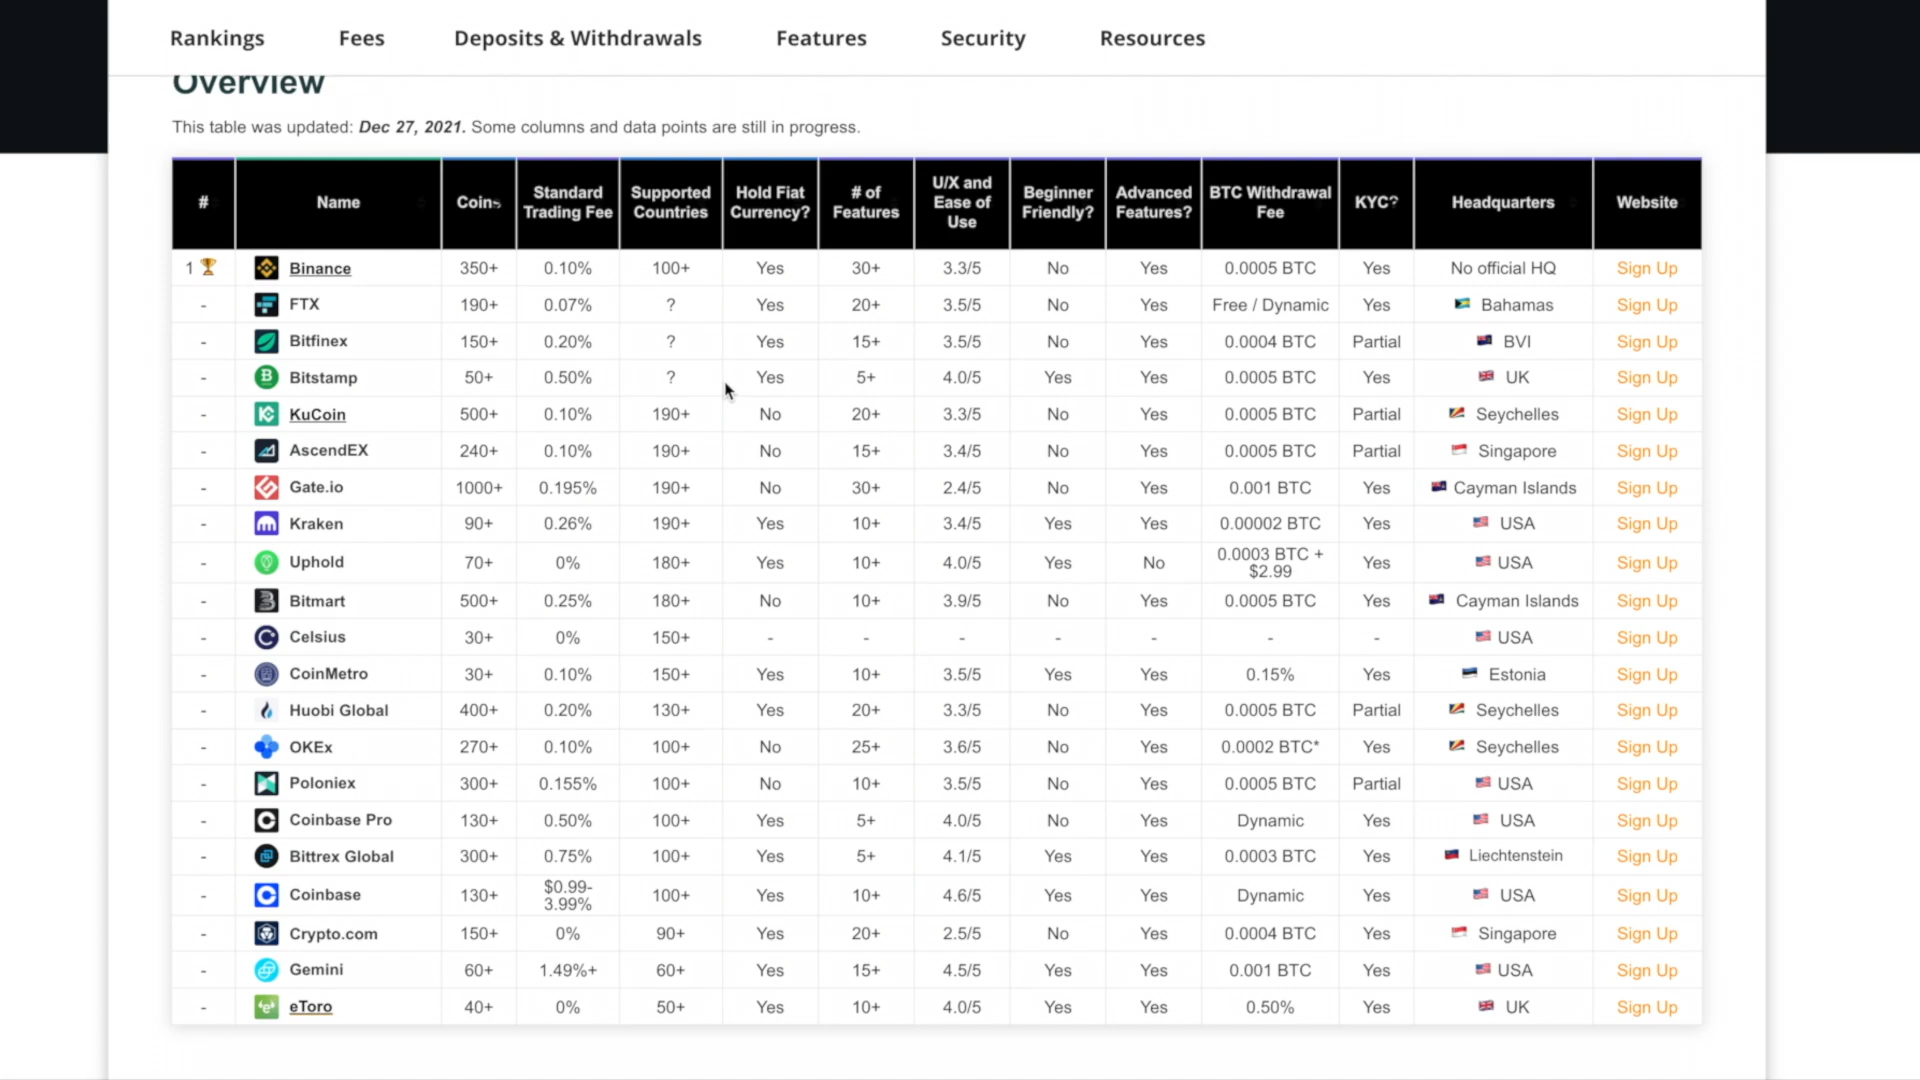 Rankings Fees Deposits & Withdrawals Features Security Resources
Overview
This table was updated: Dec 27, 2021. Some columns and data points are still in progress.
# Name Coins Standard Trading Fee Supported Countries Hold Fiat Currency? # of Features U/X and Ease of Use Beginner Friendly? Advanced Features? BTC Withdrawal Fee KYC? Headquarters Website
1 Binance 350+ 0.10% 100+ Yes 30+ 3.3/5 No Yes 0.0005 BTC Yes No official HQ Sign Up
- FTX 190+ 0.07% ? Yes 20+ 3.5/5 No Yes Free / Dynamic Yes Bahamas Sign Up
- Bitfinex 150+ 0.20% ? Yes 15+ 3.5/5 No Yes 0.0004 BTC Partial BVI Sign Up
- Bitstamp 50+ 0.50% ? Yes 5+ 4.0/5 Yes Yes 0.0005 BTC Yes UK Sign Up
- KuCoin 500+ 0.10% 190+ No 20+ 3.3/5 No Yes 0.0005 BTC Partial Seychelles Sign Up
- AscendEX 240+ 0.10% 190+ No 15+ 3.4/5 No Yes 0.0005 BTC Partial Singapore Sign Up
- Gate.io 1000+ 0.195% 190+ No 30+ 2.4/5 No Yes 0.001 BTC Yes Cayman Islands Sign Up
- Kraken 90+ 0.26% 190+ Yes 10+ 3.4/5 Yes Yes 0.00002 BTC Yes USA Sign Up
- Uphold 70+ 0% 180+ Yes 10+ 4.0/5 Yes No 0.0003 BTC + $2.99 Yes USA Sign Up
- Bitmart 500+ 0.25% 180+ No 10+ 3.9/5 No Yes 0.0005 BTC Yes Cayman Islands Sign Up
- Celsius 30+ 0% 150+ - - - - - - - USA Sign Up
- CoinMetro 30+ 0.10% 150+ Yes 10+ 3.5/5 Yes Yes 0.15% Yes Estonia Sign Up
- Huobi Global 400+ 0.20% 130+ Yes 20+ 3.3/5 No Yes 0.0005 BTC Partial Seychelles Sign Up
- OKEx 270+ 0.10% 100+ No 25+ 3.6/5 No Yes 0.0002 BTC* Yes Seychelles Sign Up
- Poloniex 300+ 0.155% 100+ No 10+ 3.5/5 No Yes 0.0005 BTC Partial USA Sign Up
- Coinbase Pro 130+ 0.50% 100+ Yes 5+ 4.0/5 No Yes Dynamic Yes USA Sign Up
- Bittrex Global 300+ 0.75% 100+ Yes 5+ 4.1/5 Yes Yes 0.0003 BTC Yes Liechtenstein Sign Up
- Coinbase 130+ $0.99-3.99% 100+ Yes 10+ 4.6/5 Yes Yes Dynamic Yes USA Sign Up
- Crypto.com 150+ 0% 90+ Yes 20+ 2.5/5 No Yes 0.0004 BTC Yes Singapore Sign Up
- Gemini 60+ 1.49%+ 60+ Yes 15+ 4.5/5 Yes Yes 0.001 BTC Yes USA Sign Up
- eToro 40+ 0% 50+ Yes 10+ 4.0/5 Yes Yes 0.50% Yes UK Sign Up